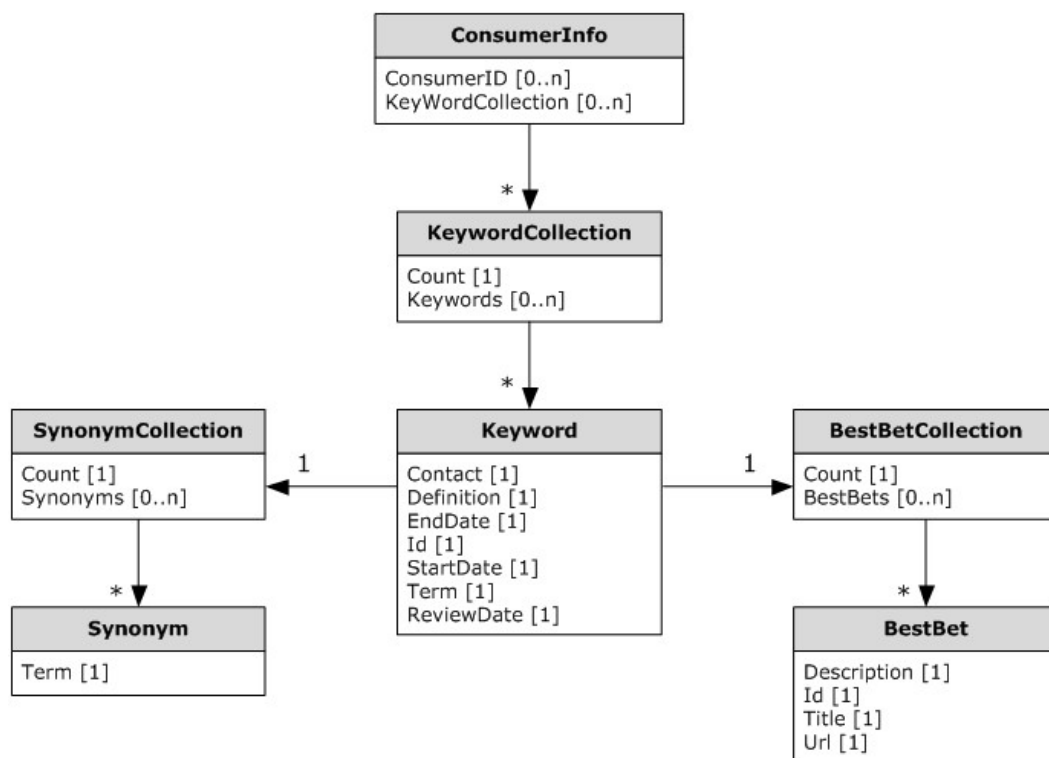 ConsumerInfo
ConsumerID [0..n]
KeyWordCollection [0..n]
*
KeywordCollection
Count [1]
Keywords [0..n]
*
SynonymCollection
Count [1]
Synonyms [0..n]
1
Keyword
Contact [1]
Definition [1]
EndDate [1]
Id [1]
StartDate [1]
Term [1]
ReviewDate [1]
1
BestBetCollection
Count [1]
BestBets [0..n]
*
Synonym
Term [1]
*
BestBet
Description [1]
Id [1]
Title [1]
Url [1]